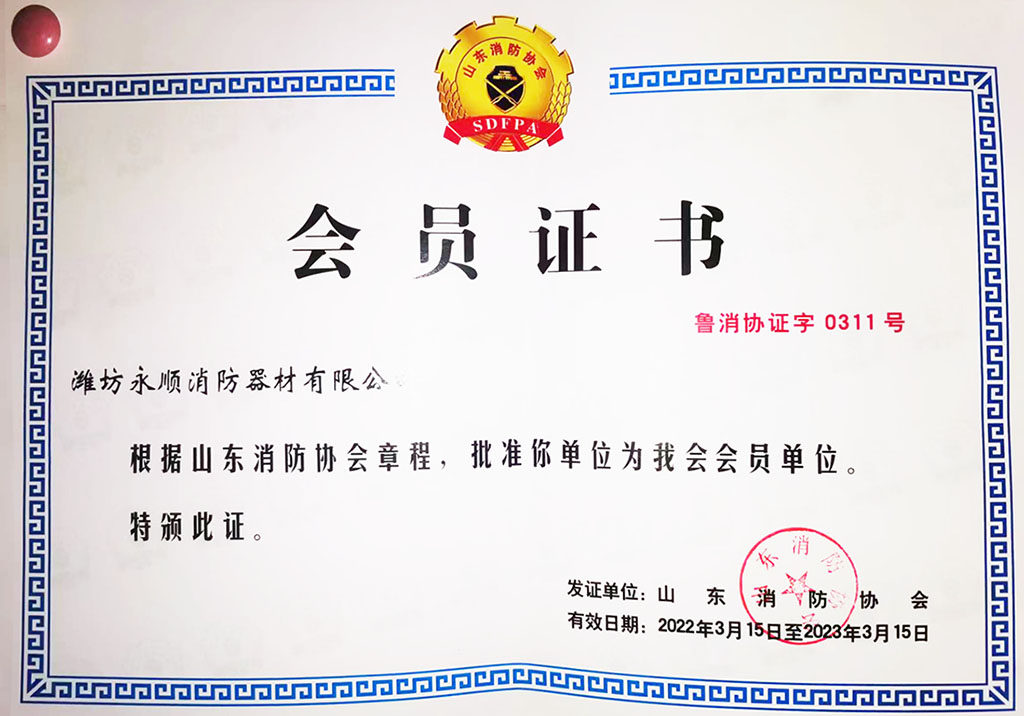 山东消防协会
SDFPA
会员证书
鲁消协证字 0311 号
潍坊永顺消防器材有限公
根据山东消防协会章程，批准你单位为我会会员单位。
特颁此证。
东消防
发证单位：山东消防协会
有效日期：2022年3月15日至2023年3月15日